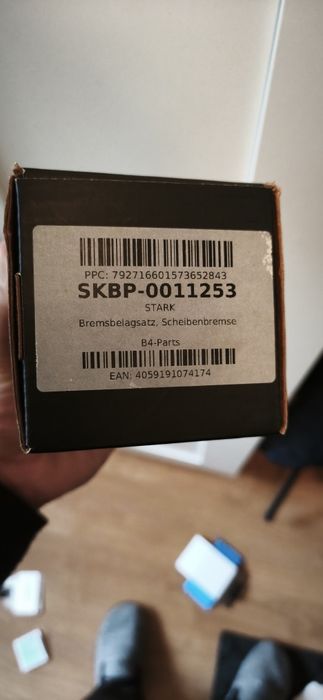 PPC: 792716601573652843
SKBP-0011253
STARK
Bremsbelagsatz, Scheibenbremse
B4-Parts
EAN: 4059191074174